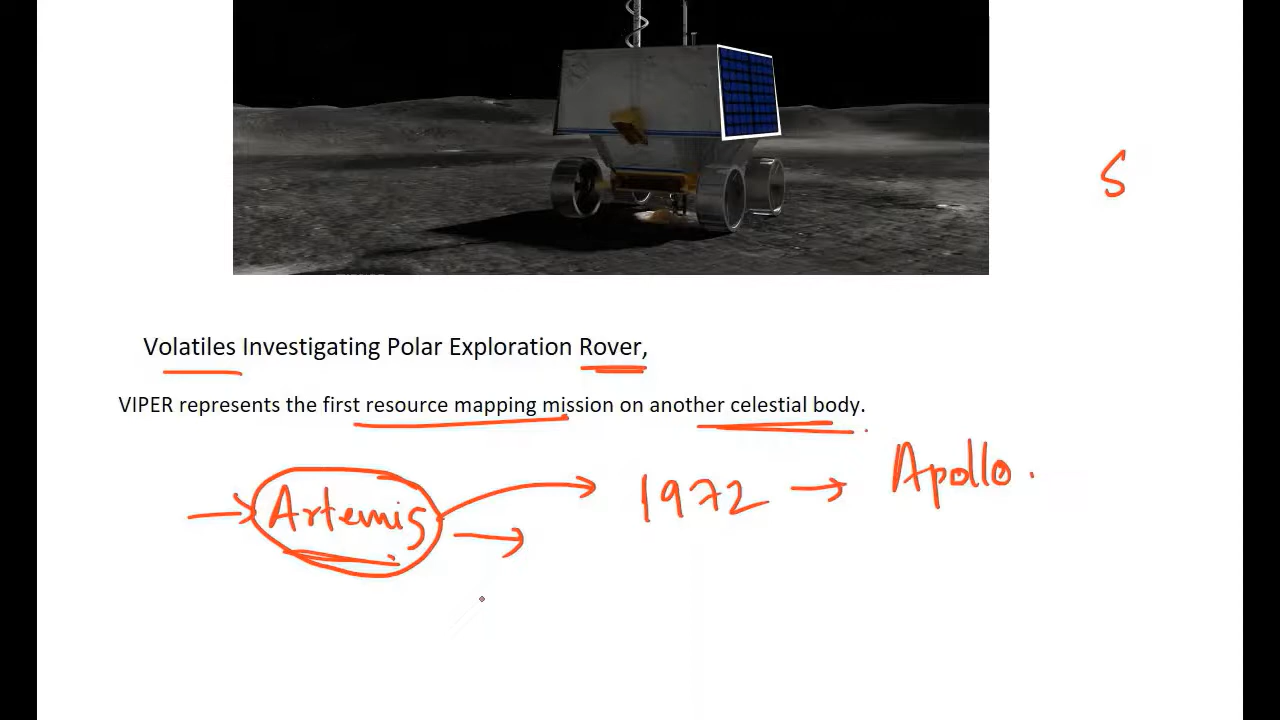 S
Volatiles Investigating Polar Exploration Rover,
VIPER represents the first resource mapping mission on another celestial body.
Artemis → 1972 → Apollo.